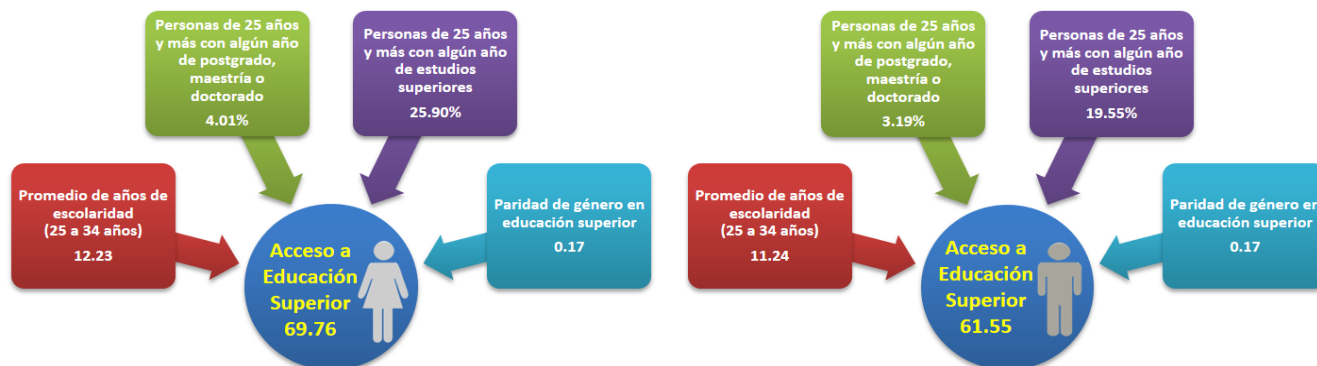 Personas de 25 años
y más con algún año
de postgrado,
maestría o
doctorado
4.01%
Personas de 25 años
y más con algún año
de estudios
superiores
25.90%
Promedio de años de
escolaridad
(25 a 34 años)
12.23
Paridad de género en
educación superior
0.17
Acceso a
Educación
Superior
69.76
Personas de 25 años
y más con algún año
de postgrado,
maestría o
doctorado
3.19%
Personas de 25 años
y más con algún año
de estudios
superiores
19.55%
Promedio de años de
escolaridad
(25 a 34 años)
11.24
Paridad de género en
educación superior
0.17
Acceso a
Educación
Superior
61.55